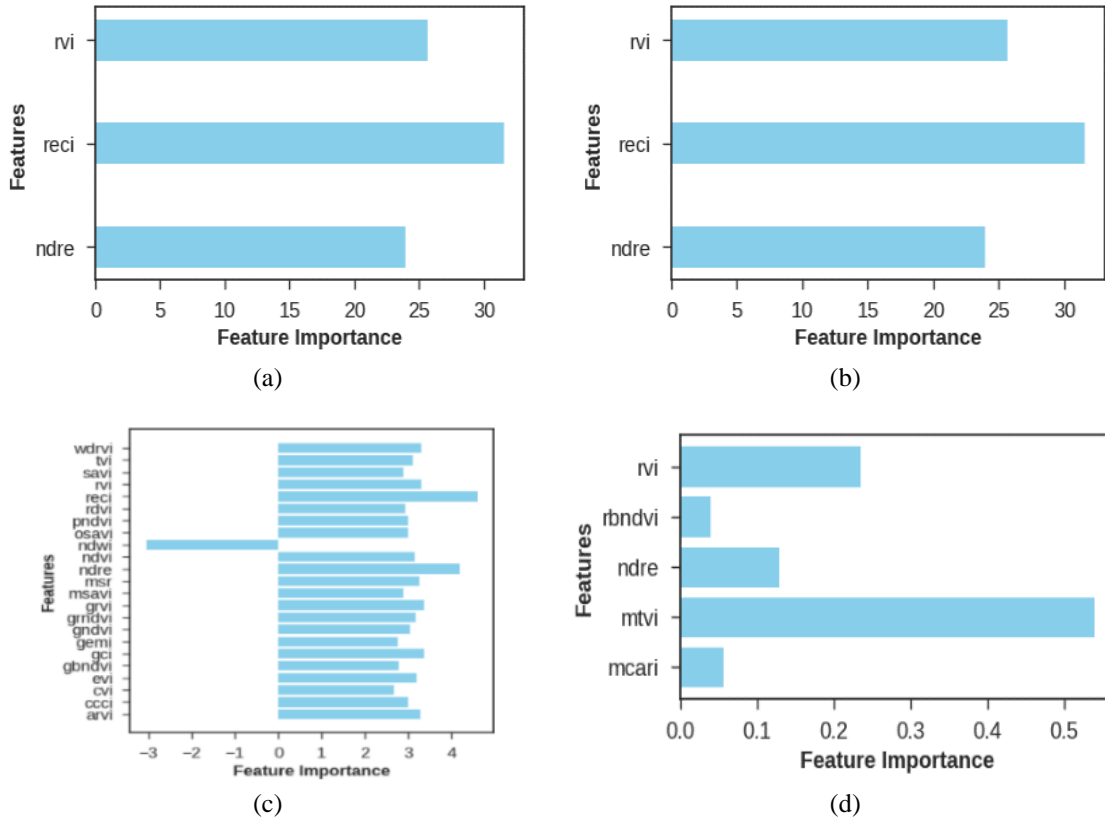 rvi
reci
ndre
Features
0 5 10 15 20 25 30
Feature Importance
(a)
rvi
reci
ndre
Features
0 5 10 15 20 25 30
Feature Importance
(b)
wdrvi
tvi
savi
rvi
reci
rdvi
pndvi
osavi
ndwi
ndvi
ndre
msr
msavi
grvi
grndvi
gndvi
gemi
gci
gbndvi
evi
cvi
ccci
arvi
Features
−3 −2 −1 0 1 2 3 4
Feature Importance
(c)
rvi
rbndvi
ndre
mtvi
mcari
Features
0.0 0.1 0.2 0.3 0.4 0.5
Feature Importance
(d)